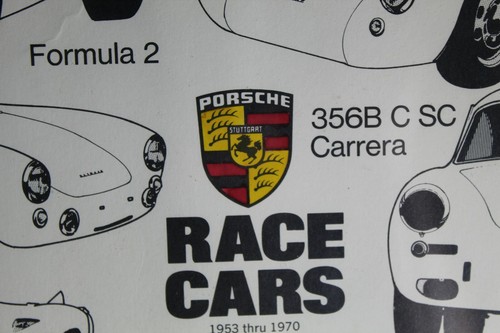 Formula 2
PORSCHE
STUTTGART
356B C SC
Carrera
RACE
CARS
1953 thru 1970